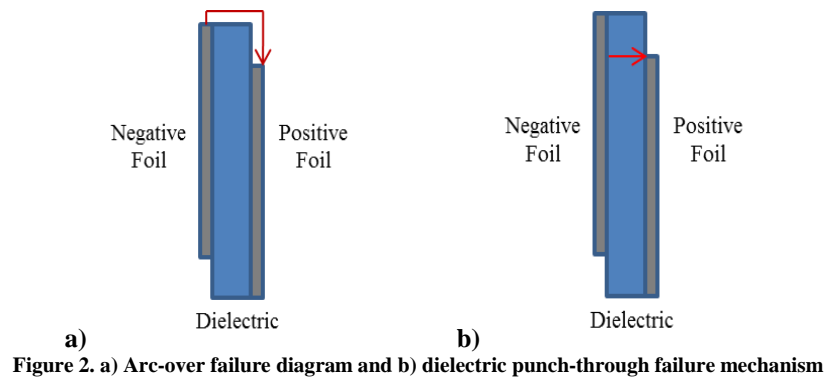 Negative
Foil
Positive
Foil
Dielectric
a)
Negative
Foil
Positive
Foil
Dielectric
b)
Figure 2. a) Arc-over failure diagram and b) dielectric punch-through failure mechanism